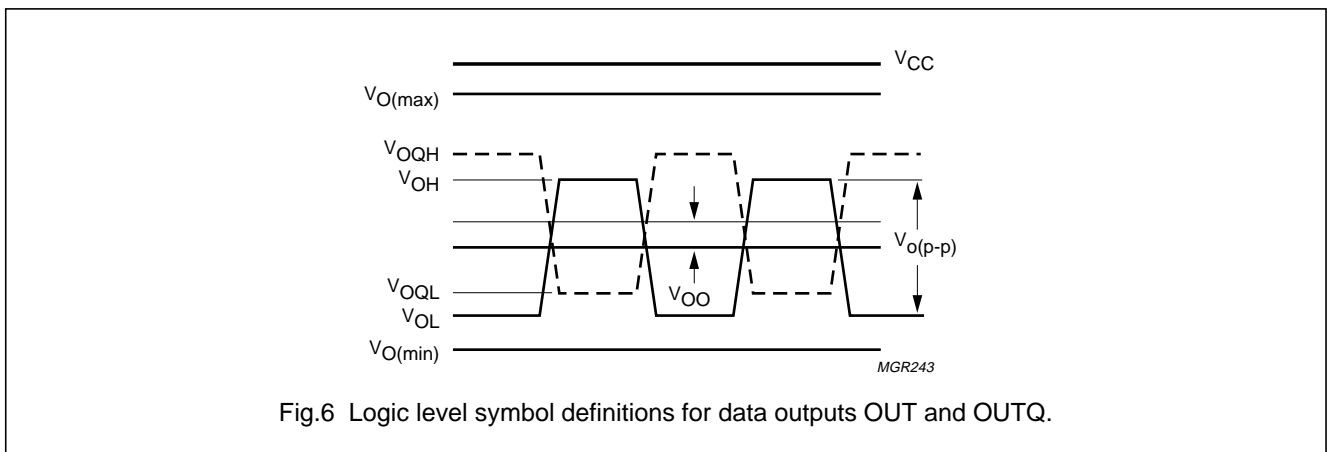 VCC
VO(max)
VOQH
VOH
Vo(p-p)
VOQL
VOO
VOL
VO(min)
MGR243
Fig.6 Logic level symbol definitions for data outputs OUT and OUTQ.